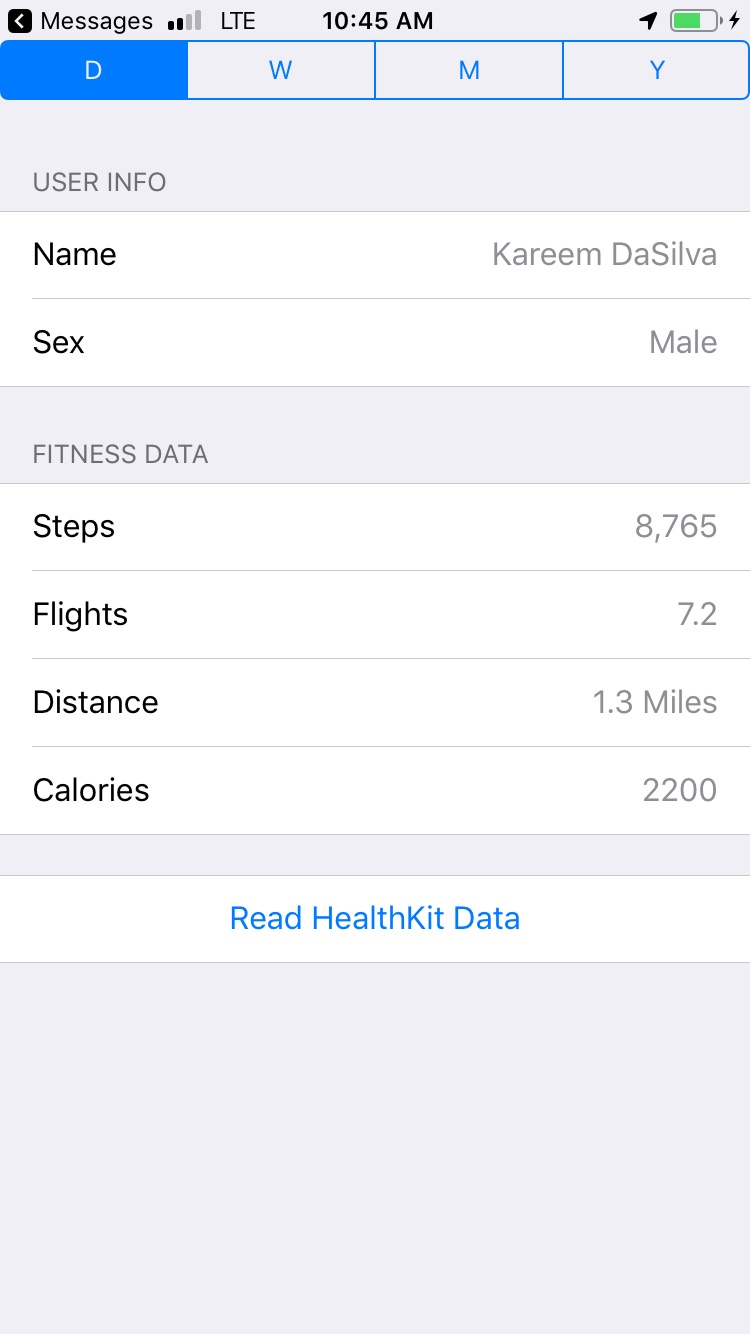 Messages LTE 10:45 AM
D W M Y
USER INFO
Name Kareem DaSilva
Sex Male
FITNESS DATA
Steps 8,765
Flights 7.2
Distance 1.3 Miles
Calories 2200
Read HealthKit Data